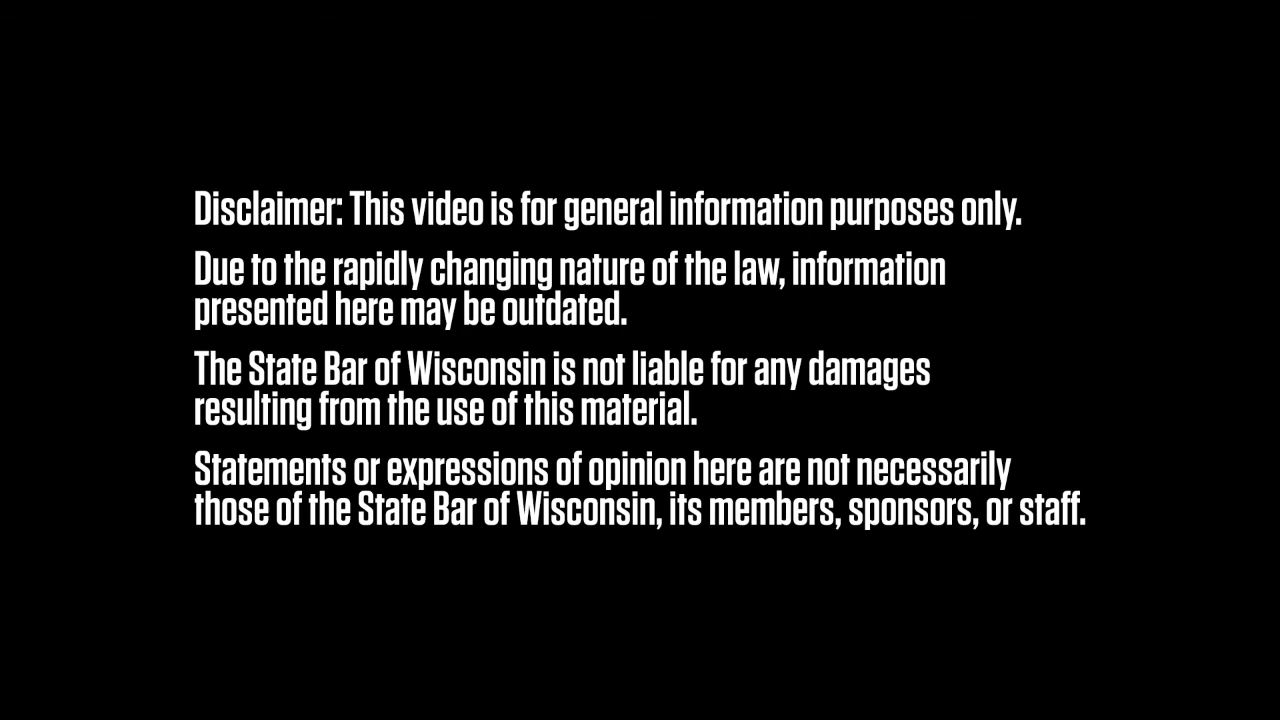 Disclaimer: This video is for general information purposes only.
Due to the rapidly changing nature of the law, information
presented here may be outdated.
The State Bar of Wisconsin is not liable for any damages
resulting from the use of this material.
Statements or expressions of opinion here are not necessarily
those of the State Bar of Wisconsin, its members, sponsors, or staff.